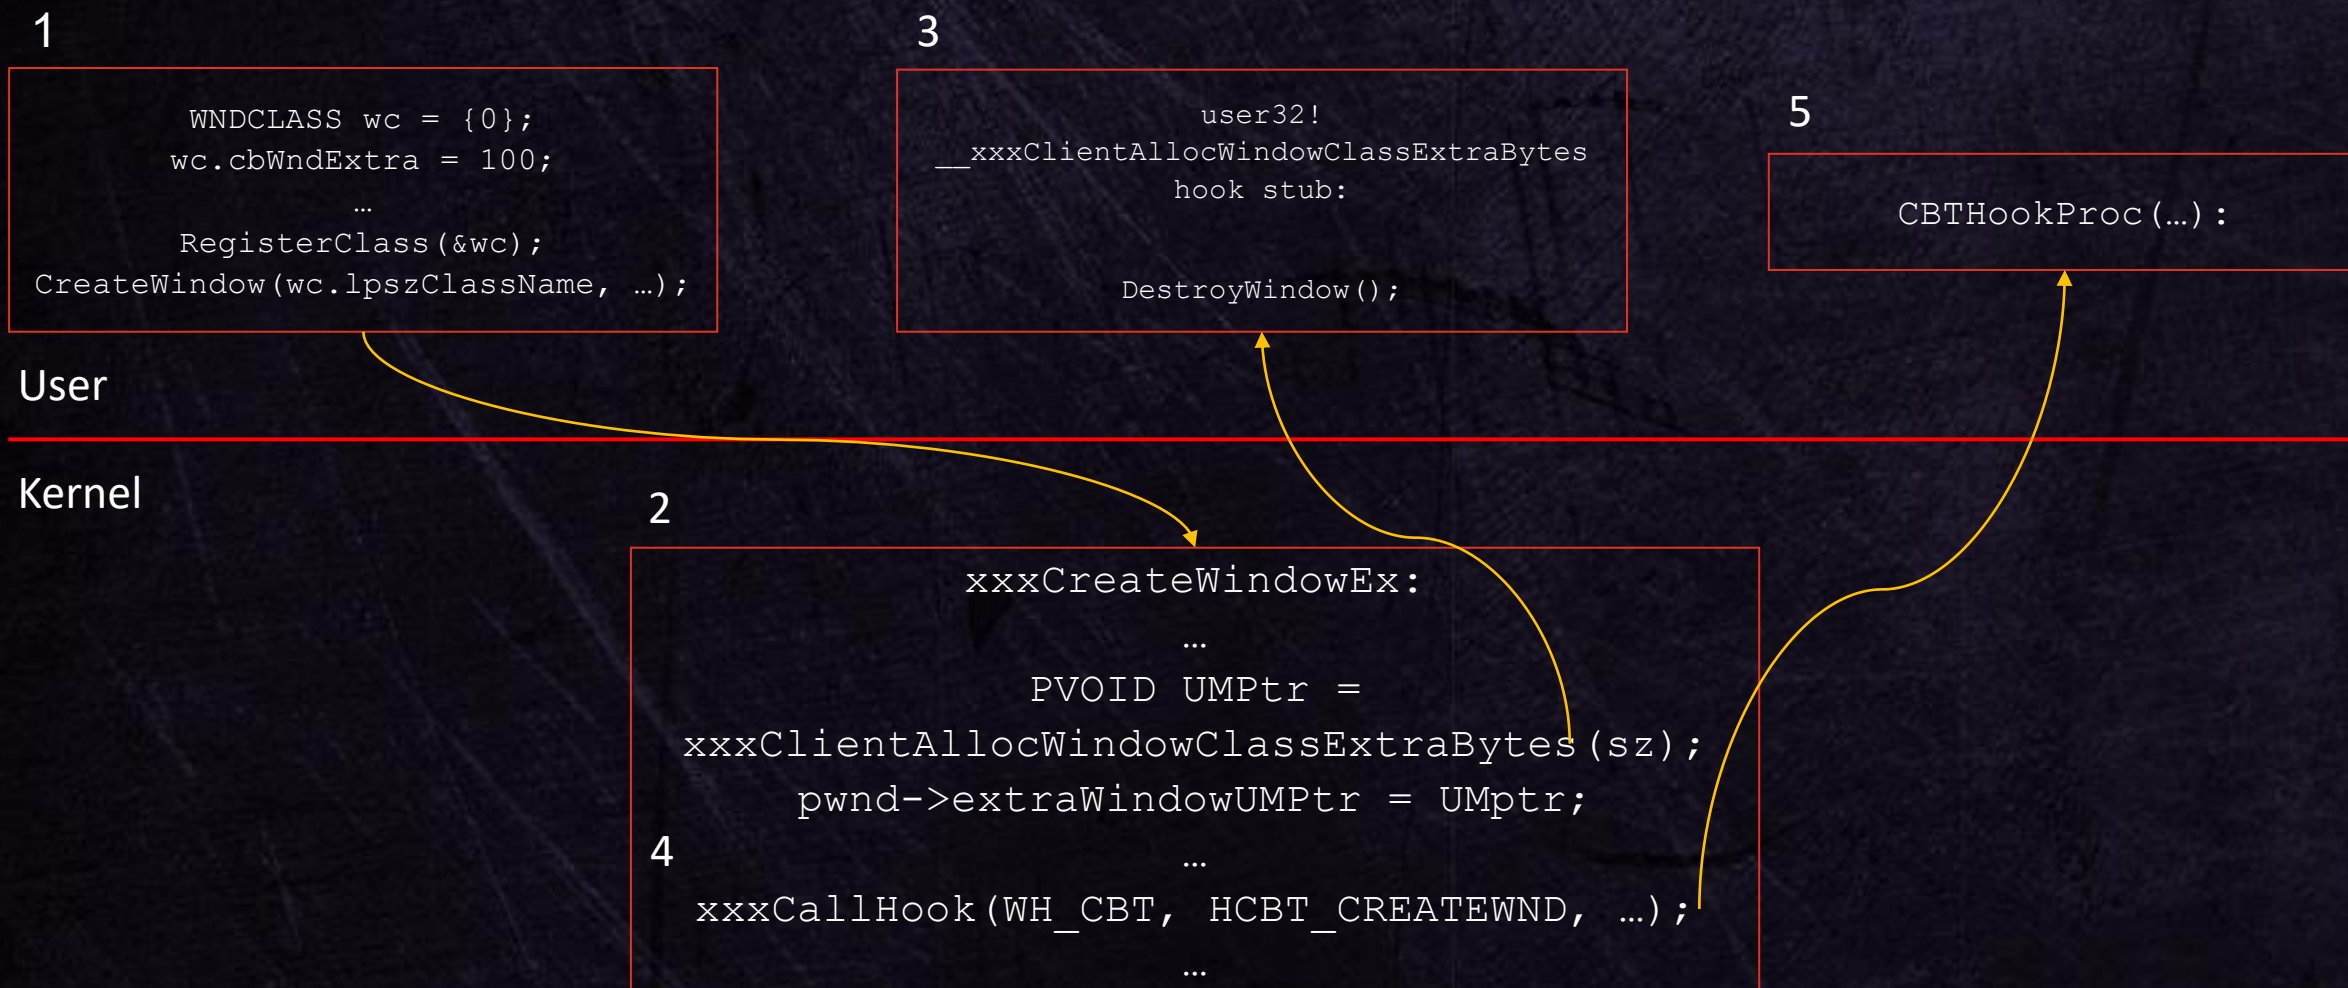 1
WNDCLASS wc = {0};
wc.cbWndExtra = 100;
…
RegisterClass(&wc);
CreateWindow(wc.lpszClassName, …);
3
user32!
__xxxClientAllocWindowClassExtraBytes
hook stub:
DestroyWindow();
5
CBTHookProc(…):
User
Kernel
2
xxxCreateWindowEx:
…
PVOID UMPtr =
xxxClientAllocWindowClassExtraBytes(sz);
pwnd->extraWindowUMPtr = UMptr;
4
…
xxxCallHook(WH_CBT, HCBT_CREATEWND, …);
…